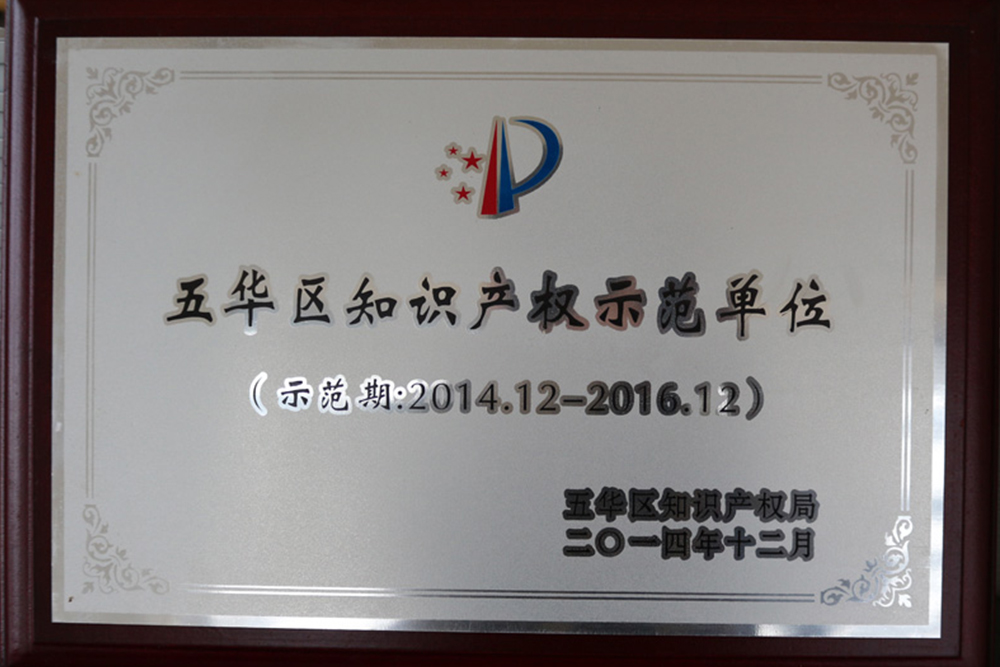 五华区知识产权示范单位
（示范期:2014.12-2016.12）
五华区知识产权局
二〇一四年十二月